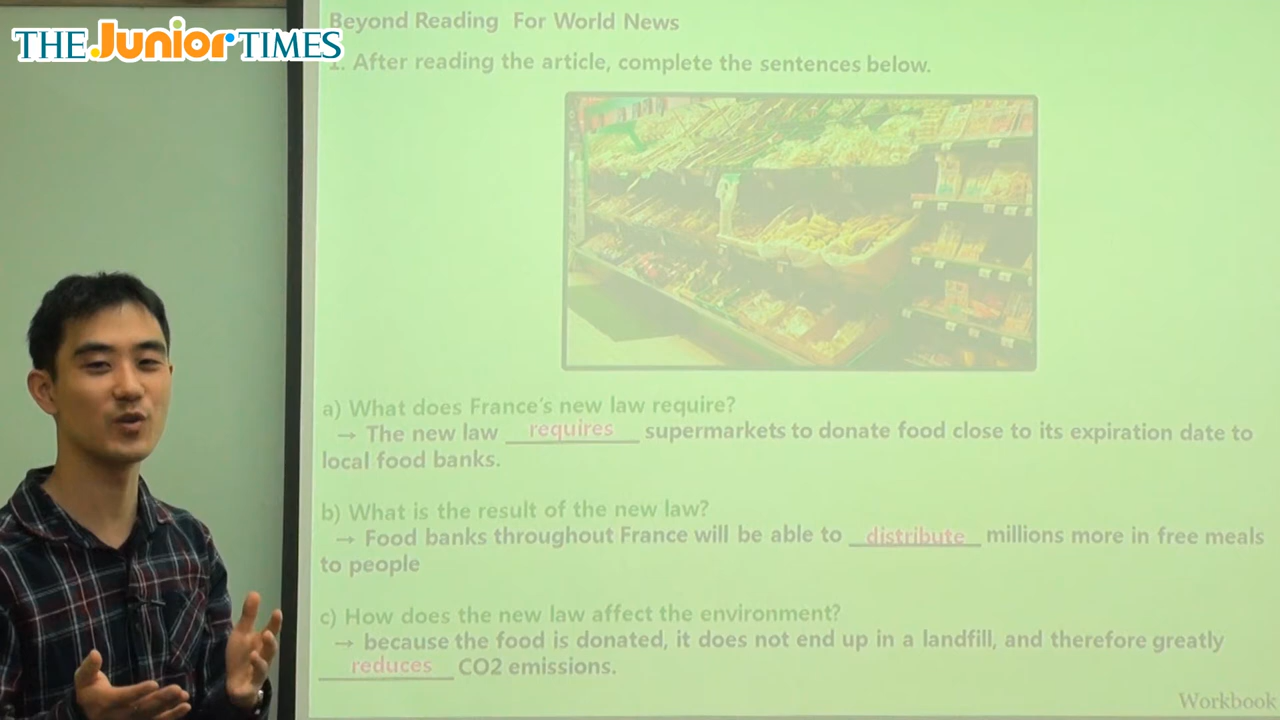 THE Junior TIMES
Beyond Reading For World News
1. After reading the article, complete the sentences below.
a) What does France's new law require?
→ The new law requires supermarkets to donate food close to its expiration date to
local food banks.
b) What is the result of the new law?
→ Food banks throughout France will be able to distribute millions more in free meals
to people
c) How does the new law affect the environment?
→ because the food is donated, it does not end up in a landfill, and therefore greatly
reduces CO2 emissions.
Workbook